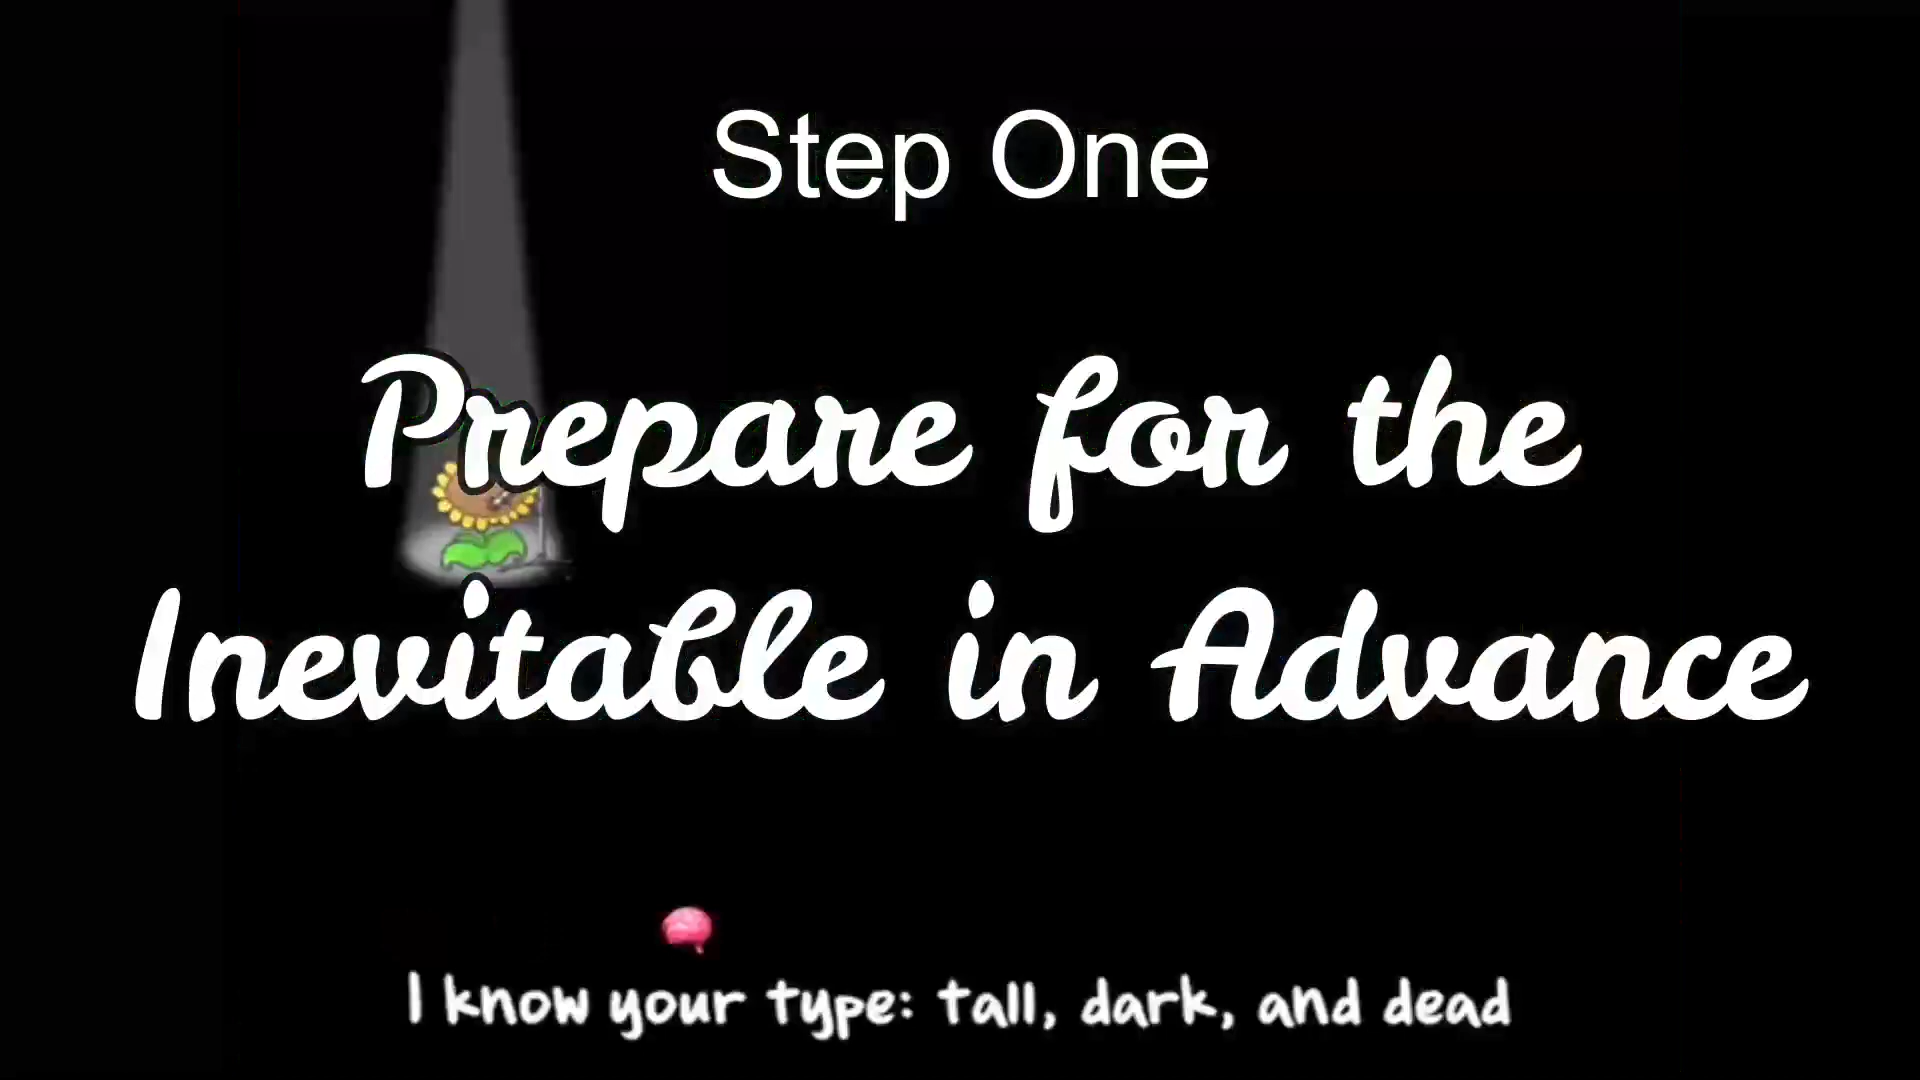 Step One
Prepare for the
Inevitable in Advance
I know your type: tall, dark, and dead